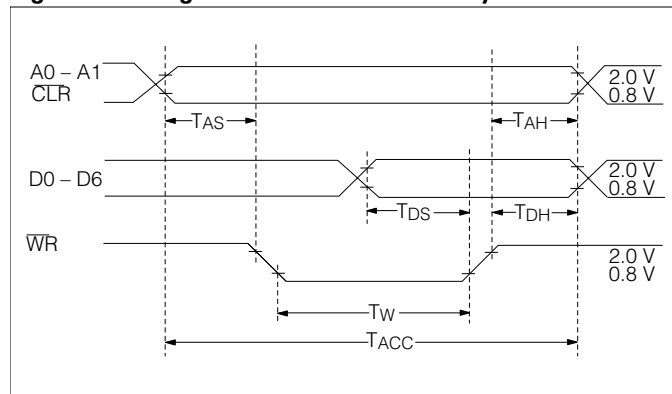 A0 – A1
CLR
2.0 V
0.8 V
TAS
TAH
D0 – D6
2.0 V
0.8 V
TDS
TDH
WR
2.0 V
0.8 V
TW
TACC